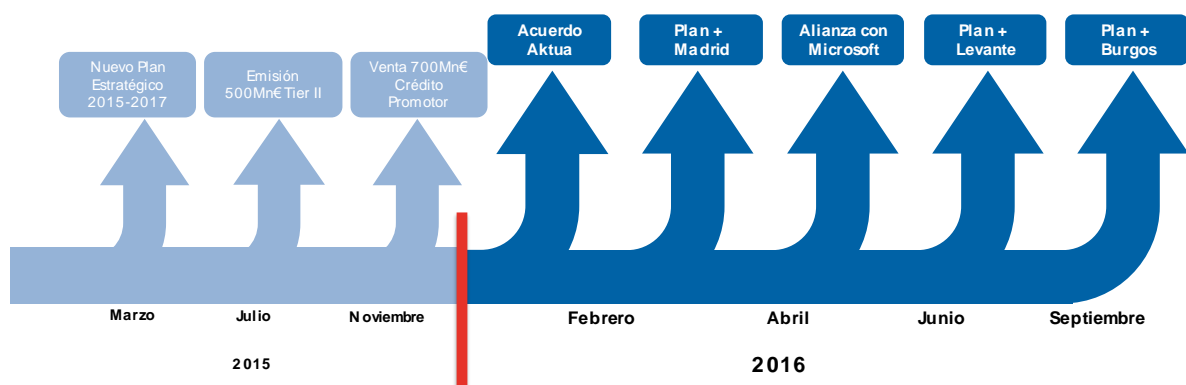 Nuevo Plan
Estratégico
2015-2017
Emisión
500Mn€ Tier II
Venta 700Mn€
Crédito
Promotor
Acuerdo
Aktua
Plan +
Madrid
Alianza con
Microsoft
Plan +
Levante
Plan +
Burgos
Marzo
Julio
Noviembre
Febrero
Abril
Junio
Septiembre
2015
2016